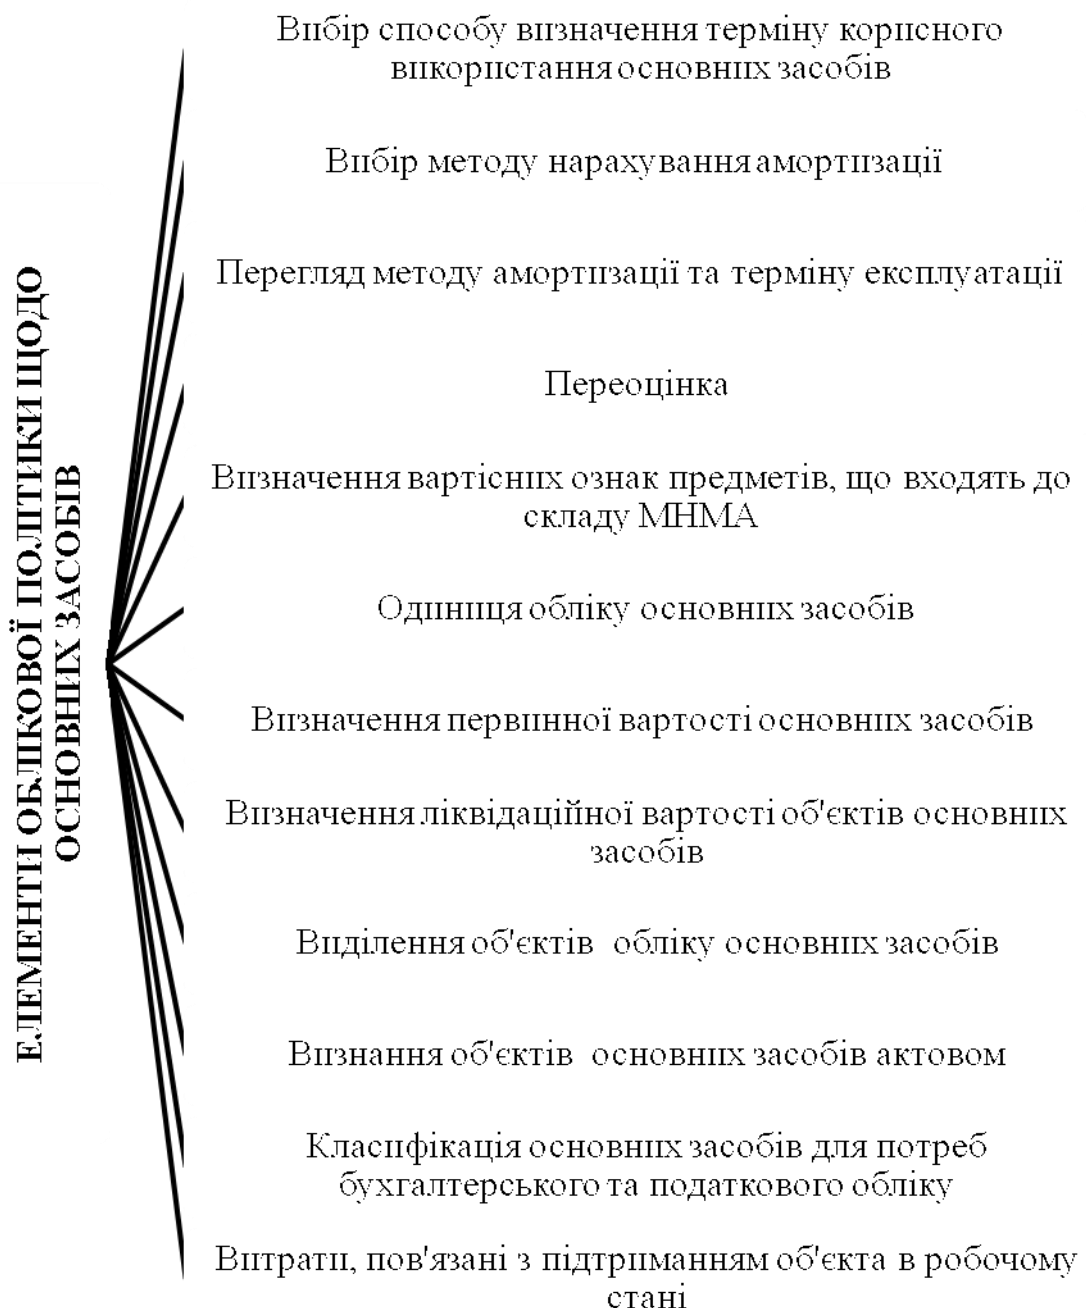 ЕЛЕМЕНТИ ОБЛІКОВОЇ ПОЛІТИКИ ЩОДО
ОСНОВНИХ ЗАСОБІВ
Вибір способу визначення терміну корисного
використання основних засобів
Вибір методу нарахування амортизації
Перегляд методу амортизації та терміну експлуатації
Переоцінка
Визначення вартісних ознак предметів, що входять до
складу МНМА
Одиниця обліку основних засобів
Визначення первинної вартості основних засобів
Визначення ліквідаційної вартості об'єктів основних
засобів
Виділення об'єктів обліку основних засобів
Визнання об'єктів основних засобів актовом
Класифікація основних засобів для потреб
бухгалтерського та податкового обліку
Витрати, пов'язані з підтриманням об'єкта в робочому
стані